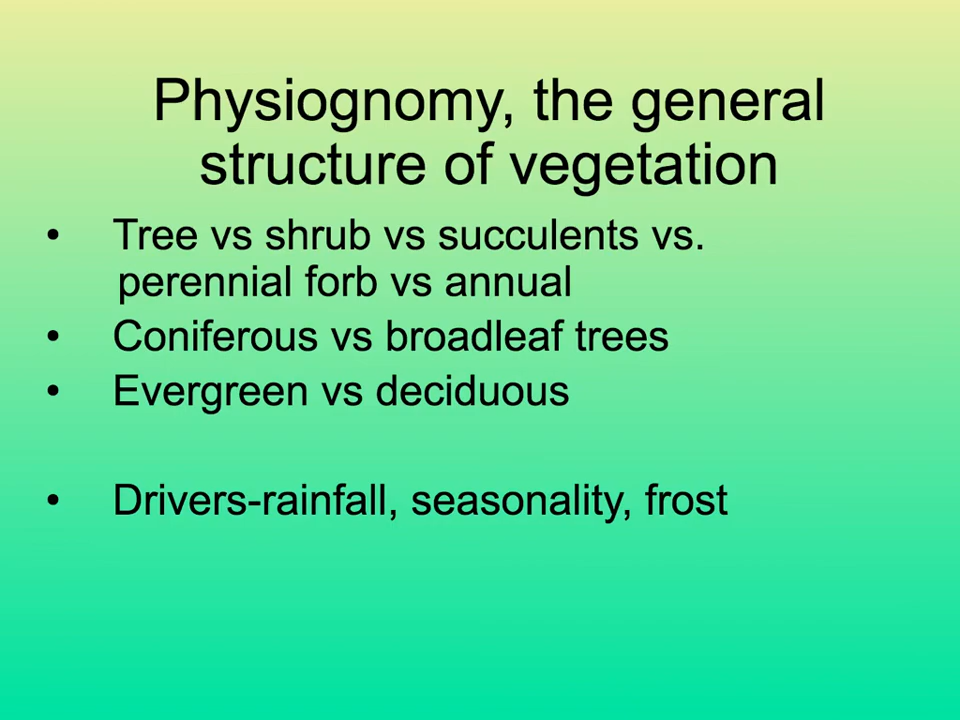 Physiognomy, the general
structure of vegetation
• Tree vs shrub vs succulents vs.
perennial forb vs annual
• Coniferous vs broadleaf trees
• Evergreen vs deciduous
• Drivers-rainfall, seasonality, frost